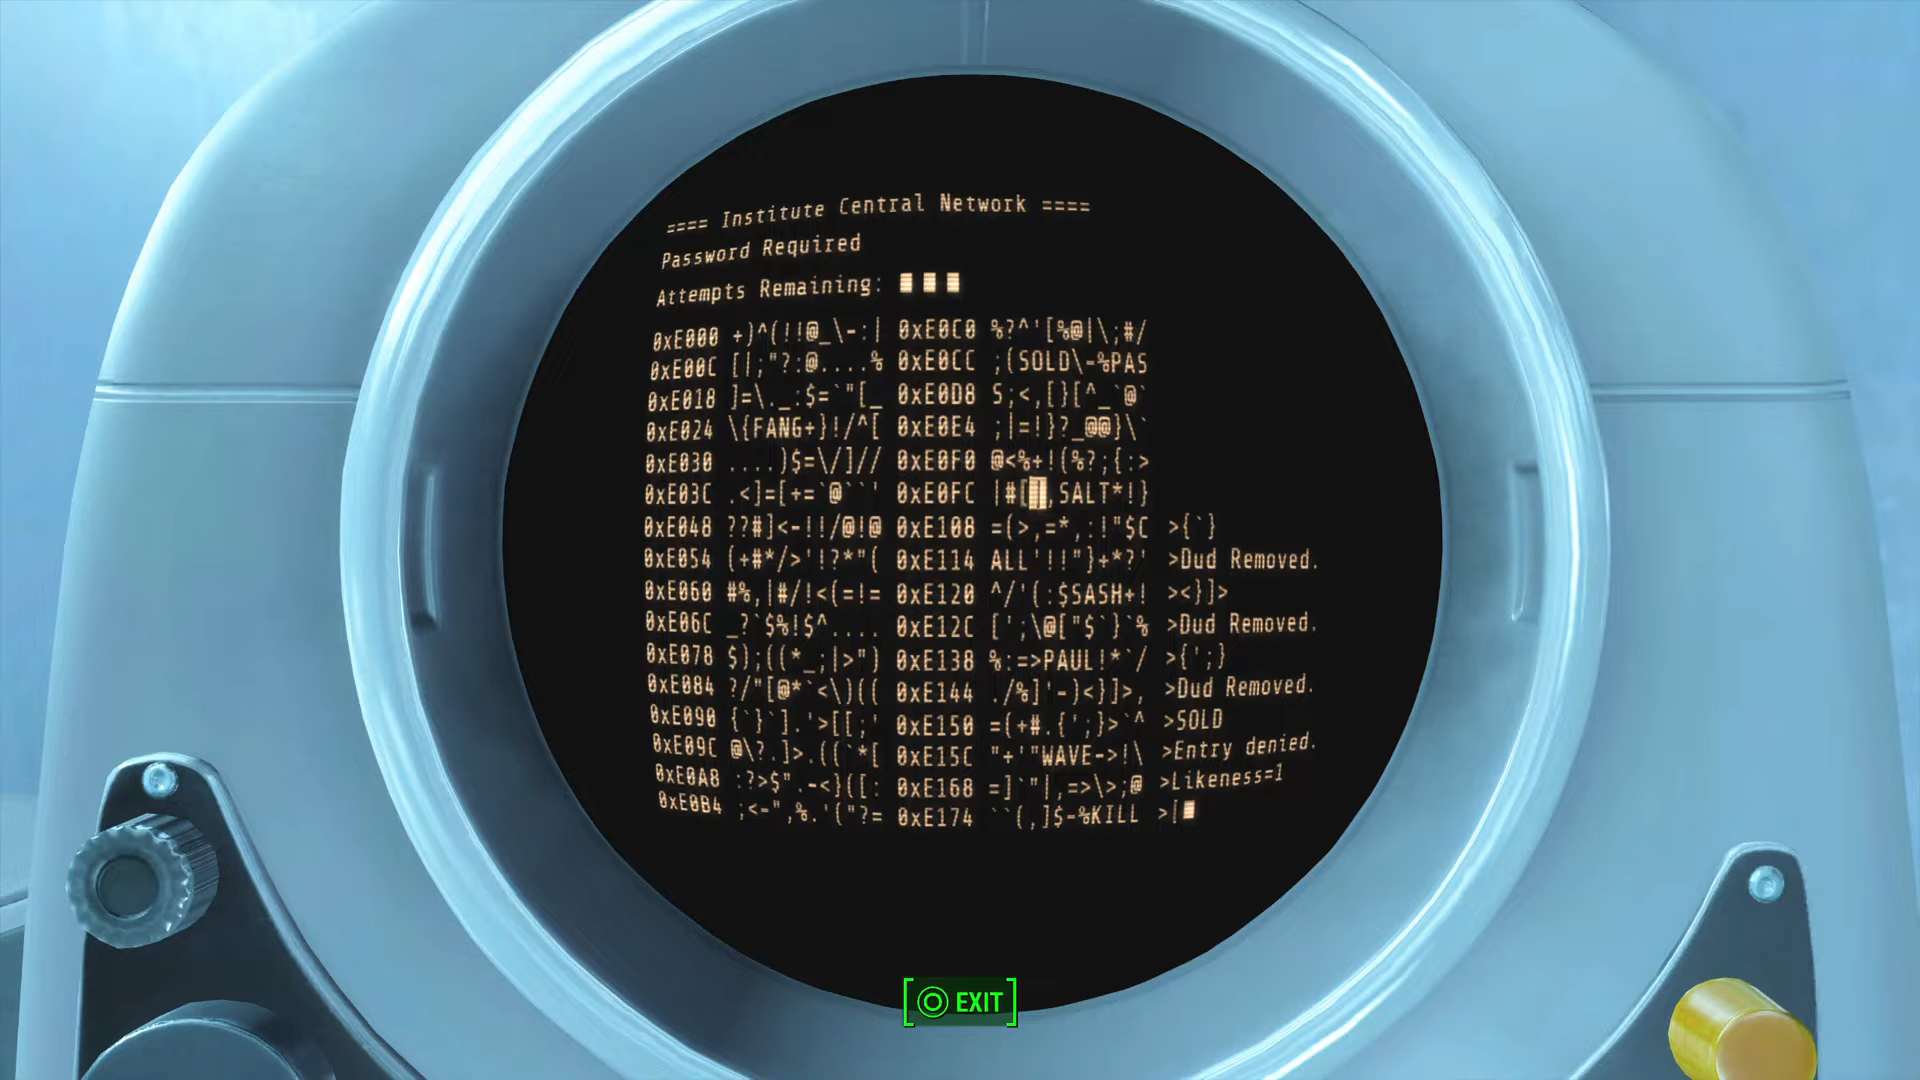 ==== Institute Central Network ====
Password Required
Attempts Remaining:
0xE000 +)^(!!@_\-:| 0xE0C0 %?^'[%@|\;#/
0xE00C [|;"?:@....% 0xE0CC ;(SOLD\-%PAS
0xE018 ]=\._:$=`"[_ 0xE0D8 S;<,[}[^_`@`
0xE024 \{FANG+}!/^[ 0xE0E4 ;|=!}?_@@}\`
0xE030 ....)$=\/]// 0xE0F0 @<%+!(%?;{:>
0xE03C .<]=[+=`@``' 0xE0FC |#[ ,SALT*!}
0xE048 ??#]<-!!/@!@ 0xE108 =(>,=*,:!"$C >{`}
0xE054 (+#*/>'!?*"( 0xE114 ALL'!!"}+*?' >Dud Removed.
0xE060 #%,|#/!<(=!= 0xE120 ^/'(:$SASH+! ><}]>
0xE06C _?`$%!$^.... 0xE12C [';\@["$`}`% >Dud Removed.
0xE078 $);((*_;|>") 0xE138 %:=>PAUL!*`/ >{';}
0xE084 ?/"[@*`<\)(( 0xE144 ./%]'-)<}]>, >Dud Removed.
0xE090 {`}`].'>[[;' 0xE150 =(+#.{';}>`^ >SOLD
0xE09C @\?.]>.((`*[ 0xE15C "+'"WAVE->!\ >Entry denied.
0xE0A8 :?>$".-<}([: 0xE168 =]`"|,=>\>;@ >Likeness=1
0xE0B4 ;<-",%.'("?= 0xE174 ``(,]$-%KILL >[
EXIT